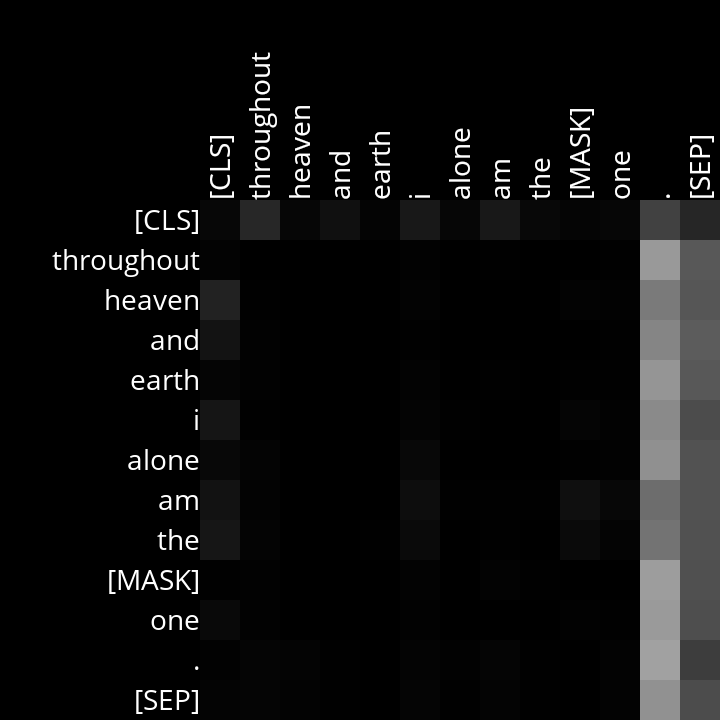 [CLS] throughout heaven and earth i alone am the [MASK] one . [SEP]
[CLS]
throughout
heaven
and
earth
i
alone
am
the
[MASK]
one
.
[SEP]